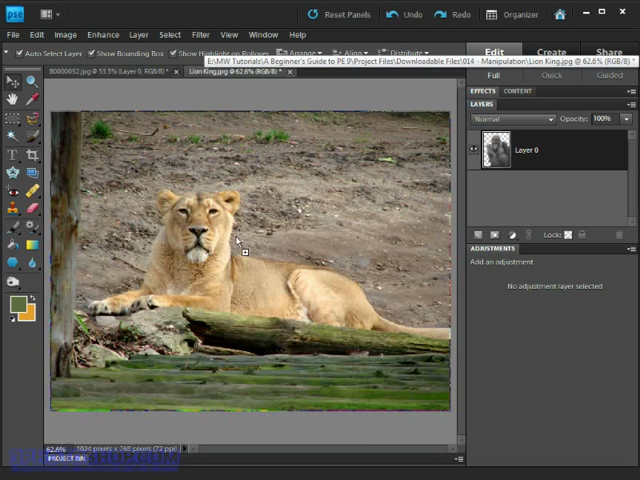 pse
Reset Panels
Undo
Redo
Organizer
File Edit Image Enhance Layer Select Filter View Window Help
Auto Select Layer Show Bounding Box Show Highlight on Rollover Arrange Align Distribute
Edit Create Share
E:\MW Tutorials\A Beginner's Guide to PE 9\Project Files\Downloadable Files\014 - Manipulation\Lion King.jpg @ 62.6% (RGB/8) *
B0000052.jpg @ 55.5% (Layer 0, RGB/8) * ×
Lion King.jpg @ 62.6% (RGB/8) * ×
Full Quick Guided
EFFECTS CONTENT
LAYERS
Normal Opacity: 100%
Layer 0
Lock:
ADJUSTMENTS
Add an adjustment
No adjustment layer selected
62.6% 1024 pixels x 768 pixels (72 ppi)
PROJECT BIN